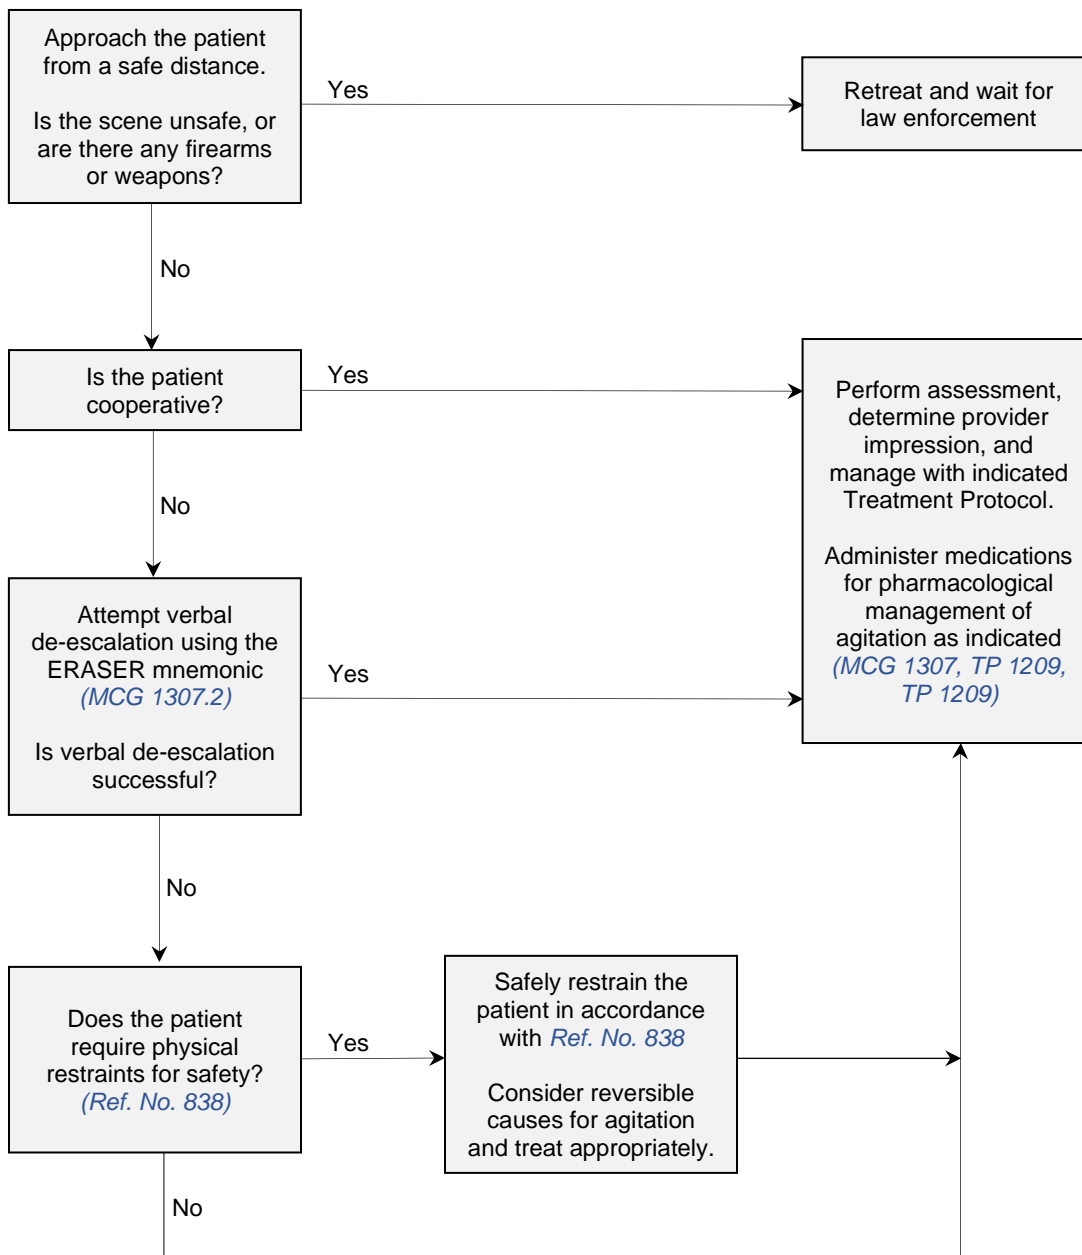 Approach the patient
from a safe distance.
Is the scene unsafe, or
are there any firearms
or weapons?
Yes
Retreat and wait for
law enforcement
No
Is the patient
cooperative?
Yes
Perform assessment,
determine provider
impression, and
manage with indicated
Treatment Protocol.
Administer medications
for pharmacological
management of
agitation as indicated
(MCG 1307, TP 1209,
TP 1209)
No
Attempt verbal
de-escalation using the
ERASER mnemonic
(MCG 1307.2)
Is verbal de-escalation
successful?
Yes
No
Does the patient
require physical
restraints for safety?
(Ref. No. 838)
Yes
Safely restrain the
patient in accordance
with Ref. No. 838
Consider reversible
causes for agitation
and treat appropriately.
No